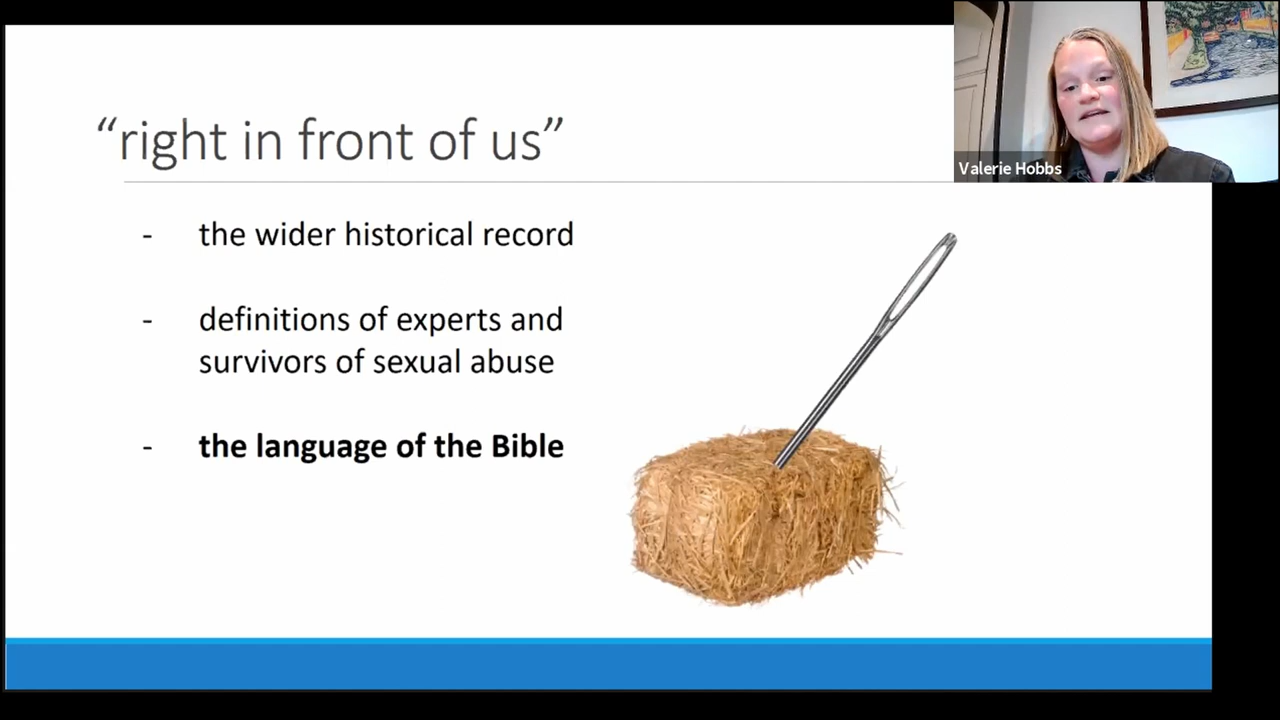 “right in front of us”
Valerie Hobbs
- the wider historical record
- definitions of experts and
survivors of sexual abuse
- the language of the Bible